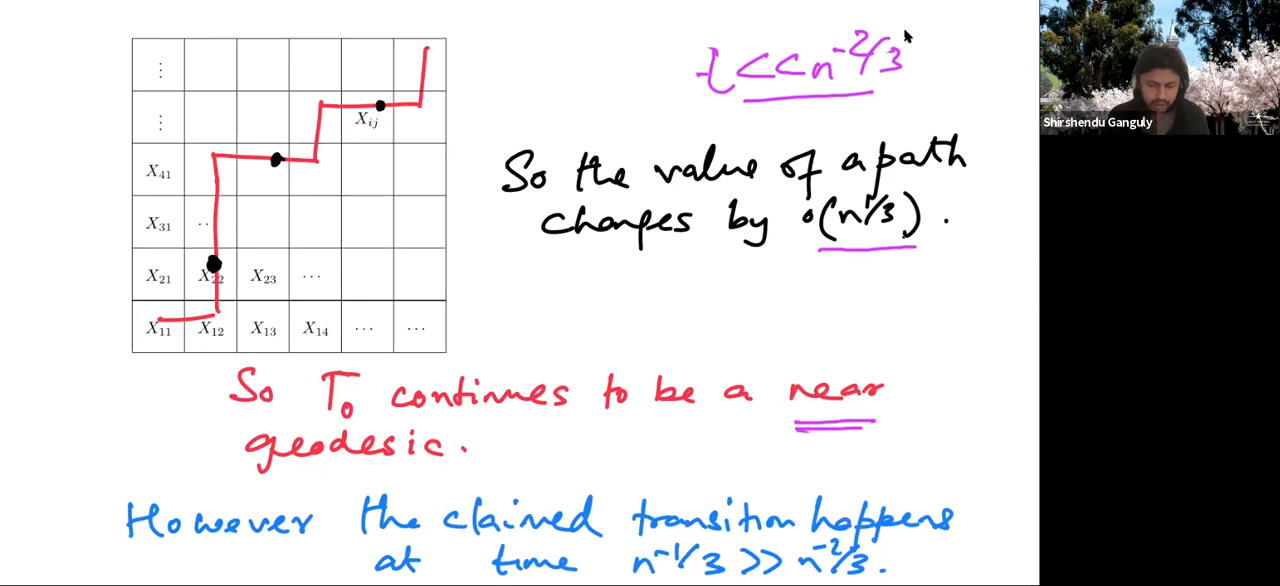 t << n^-2/3
Shirshendu Ganguly
⋮
⋮ X_ij
X_41
X_31 ··
X_21 X_22 X_23 ···
X_11 X_12 X_13 X_14 ··· ···
So the value of a path
changes by o(n^1/3).
So Γ_0 continues to be a near
geodesic.
However the claimed transition happens
at time n^-1/3 >> n^-2/3.